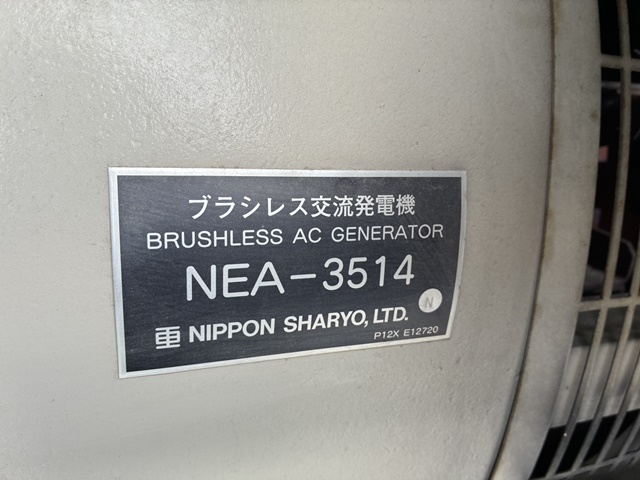 ブラシレス交流発電機
BRUSHLESS AC GENERATOR
NEA-3514
N
NIPPON SHARYO, LTD.
P12X E12720